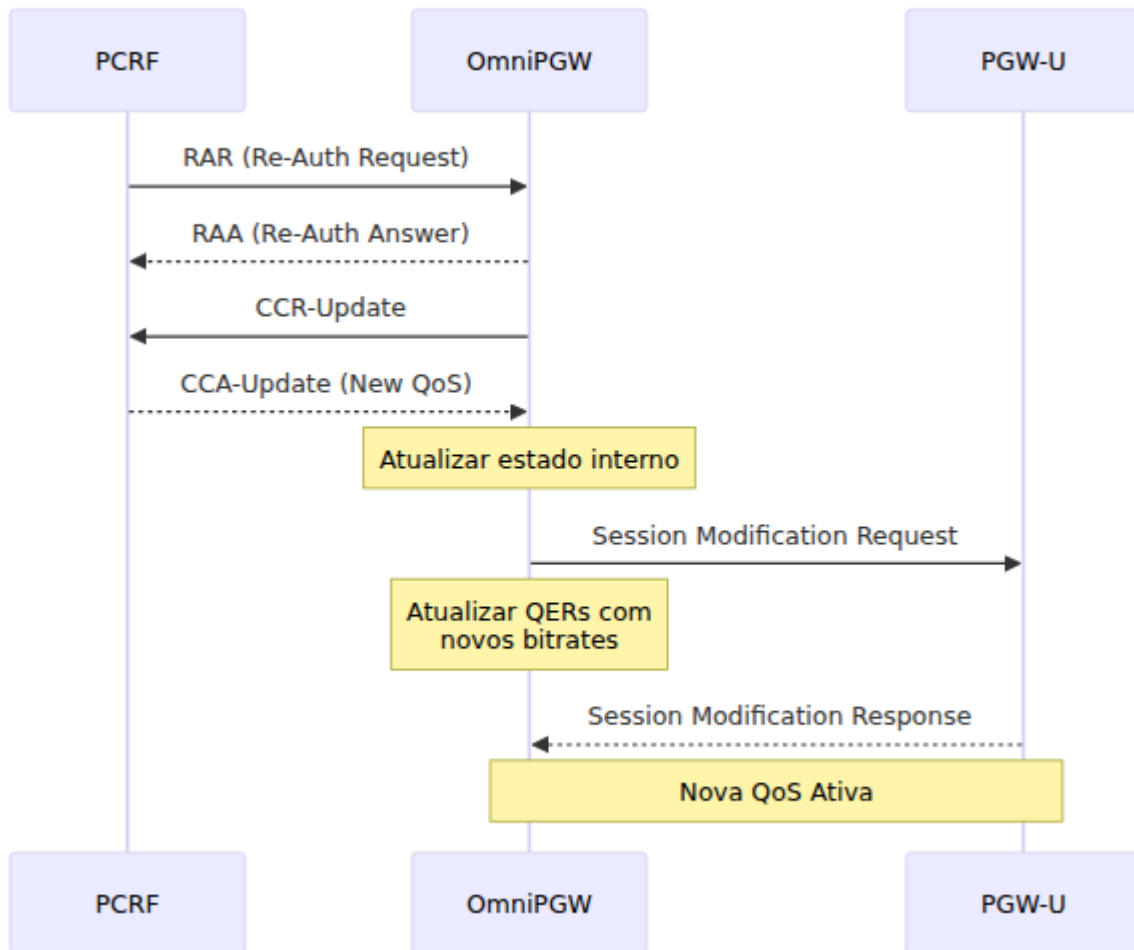 PCRF
OmniPGW
PGW-U
RAR (Re-Auth Request)
RAA (Re-Auth Answer)
CCR-Update
CCA-Update (New QoS)
Atualizar estado interno
Session Modification Request
Atualizar QERs com
novos bitrates
Session Modification Response
Nova QoS Ativa
PCRF
OmniPGW
PGW-U